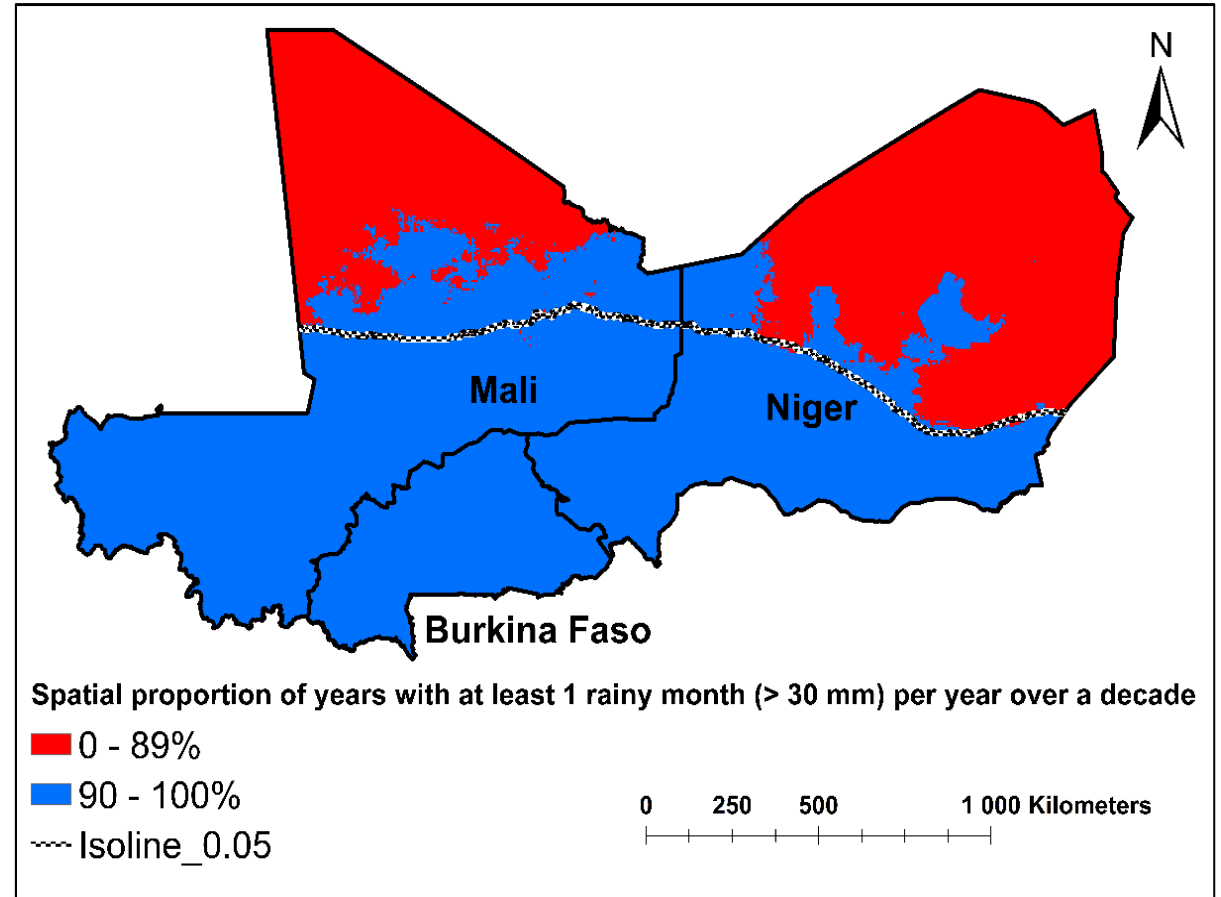 N
Mali
Niger
Burkina Faso
Spatial proportion of years with at least 1 rainy month (> 30 mm) per year over a decade
0 - 89%
90 - 100%
Isoline_0.05
0 250 500 1 000 Kilometers